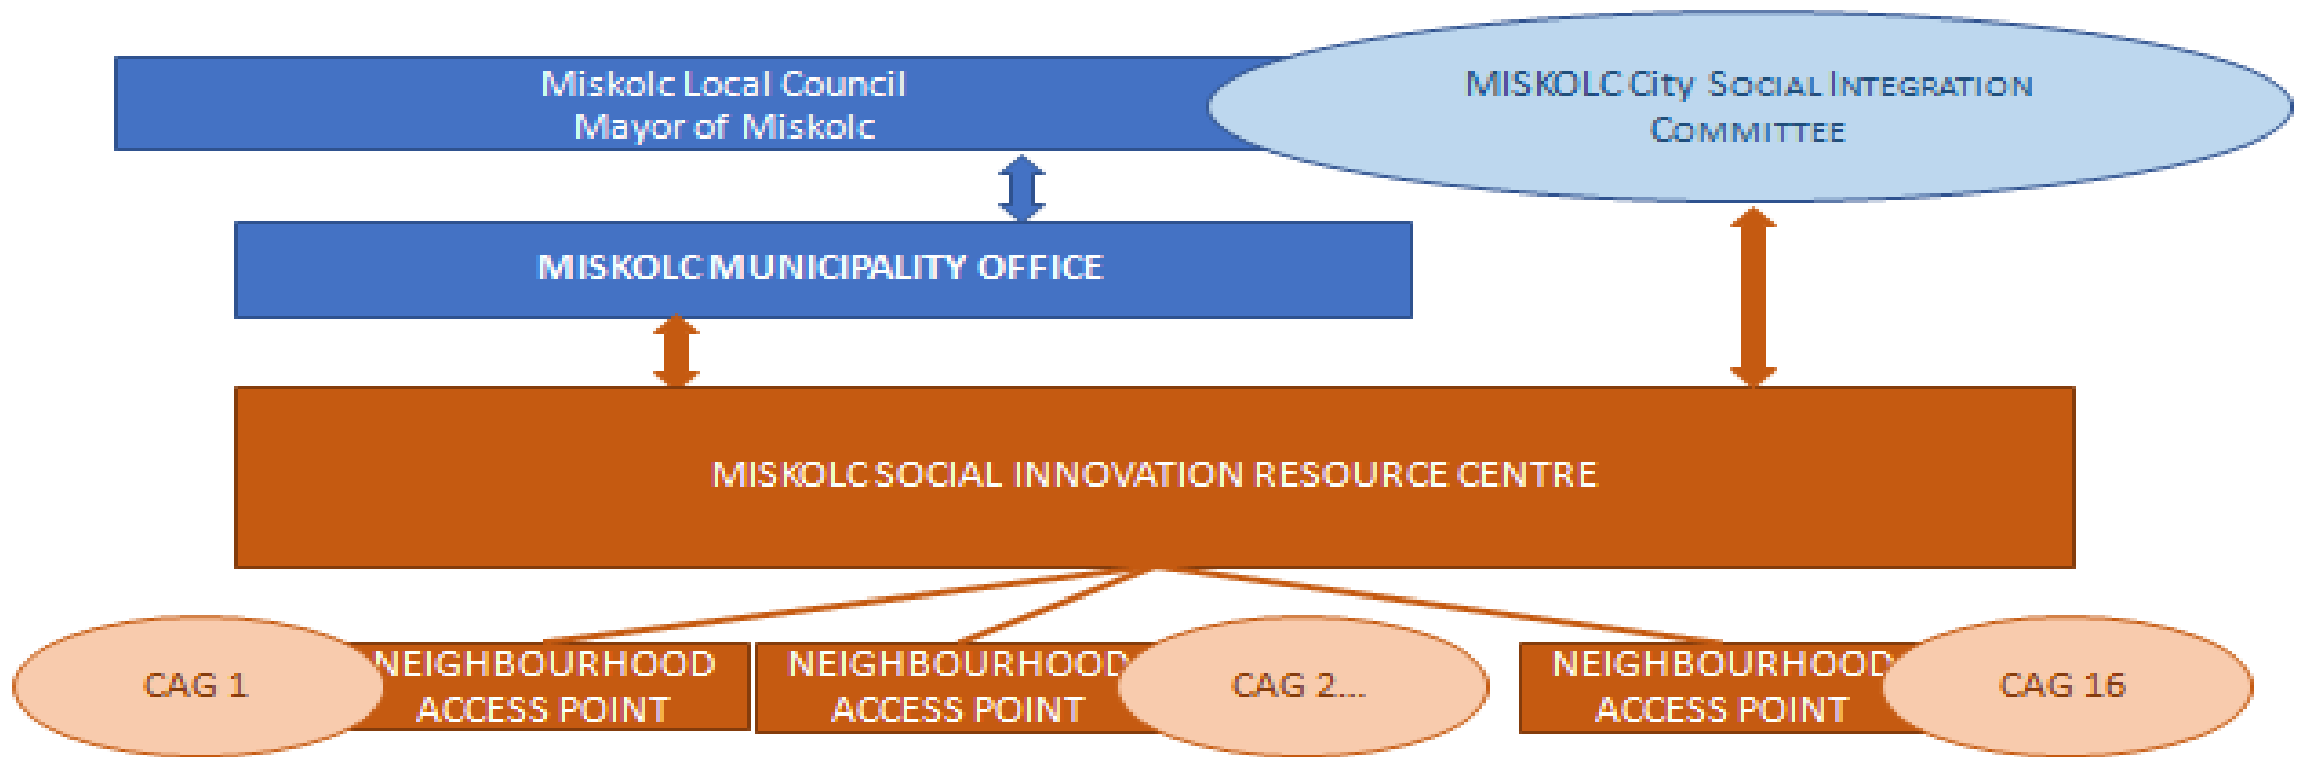 Miskolc Local Council
Mayor of Miskolc
MISKOLC City SOCIAL INTEGRATION
COMMITTEE
MISKOLC MUNICIPALITY OFFICE
MISKOLC SOCIAL INNOVATION RESOURCE CENTRE
CAG 1
NEIGHBOURHOOD
ACCESS POINT
NEIGHBOURHOOD
ACCESS POINT
CAG 2...
NEIGHBOURHOOD
ACCESS POINT
CAG 16